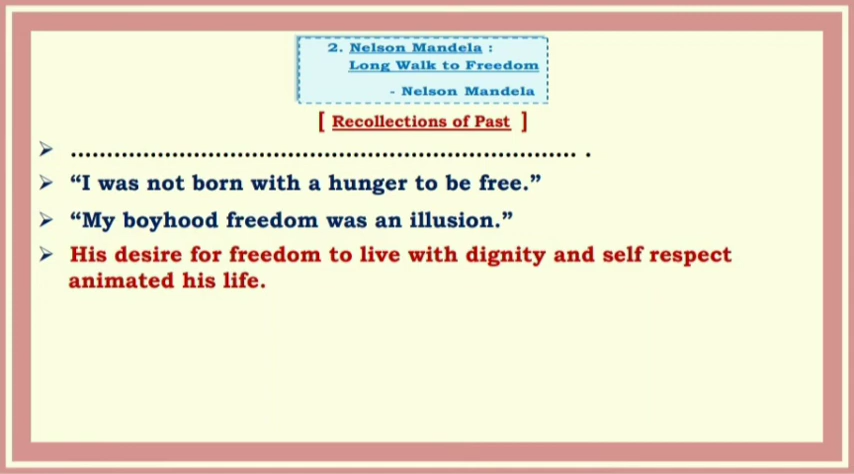 2. Nelson Mandela :
Long Walk to Freedom
- Nelson Mandela
[ Recollections of Past ]
➢ ...................................................................... .
➢ “I was not born with a hunger to be free.”
➢ “My boyhood freedom was an illusion.”
➢ His desire for freedom to live with dignity and self respect
animated his life.